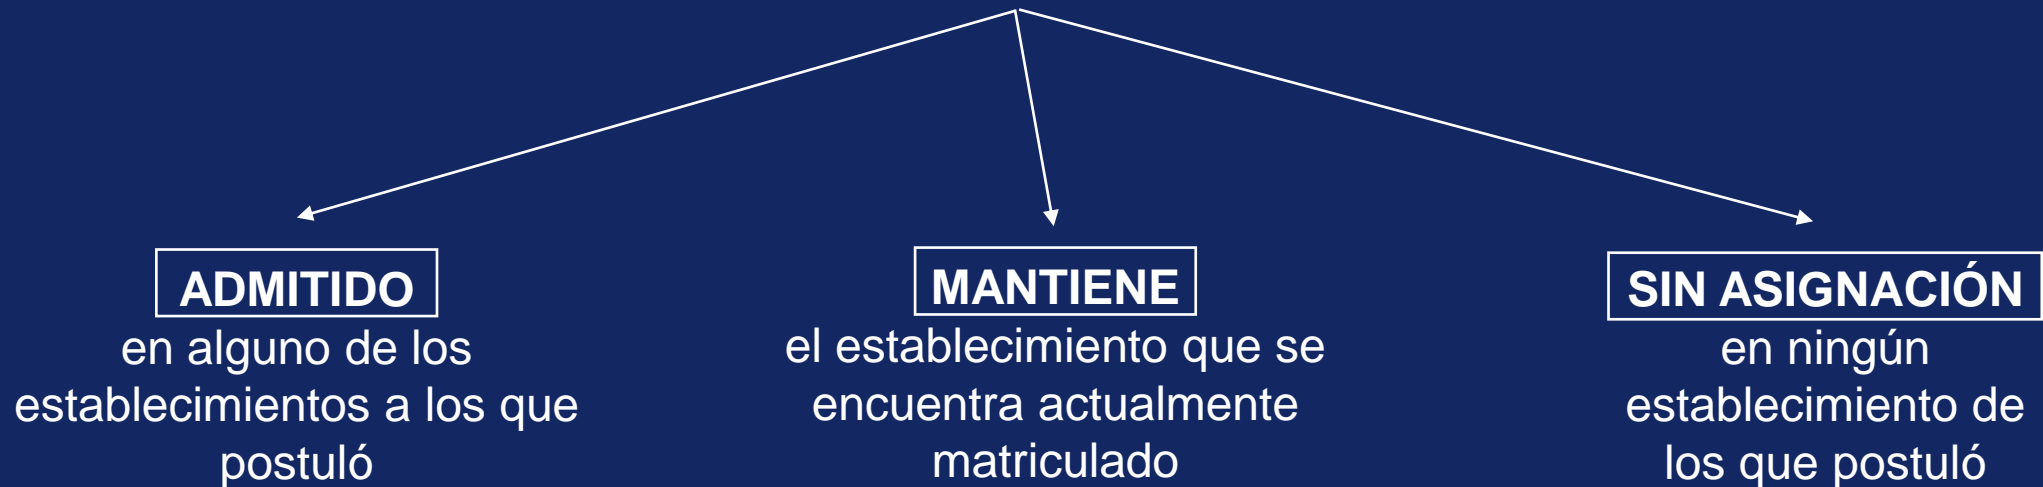 ADMITIDO
en alguno de los
establecimientos a los que
postuló
MANTIENE
el establecimiento que se
encuentra actualmente
matriculado
SIN ASIGNACIÓN
en ningún
establecimiento de
los que postuló